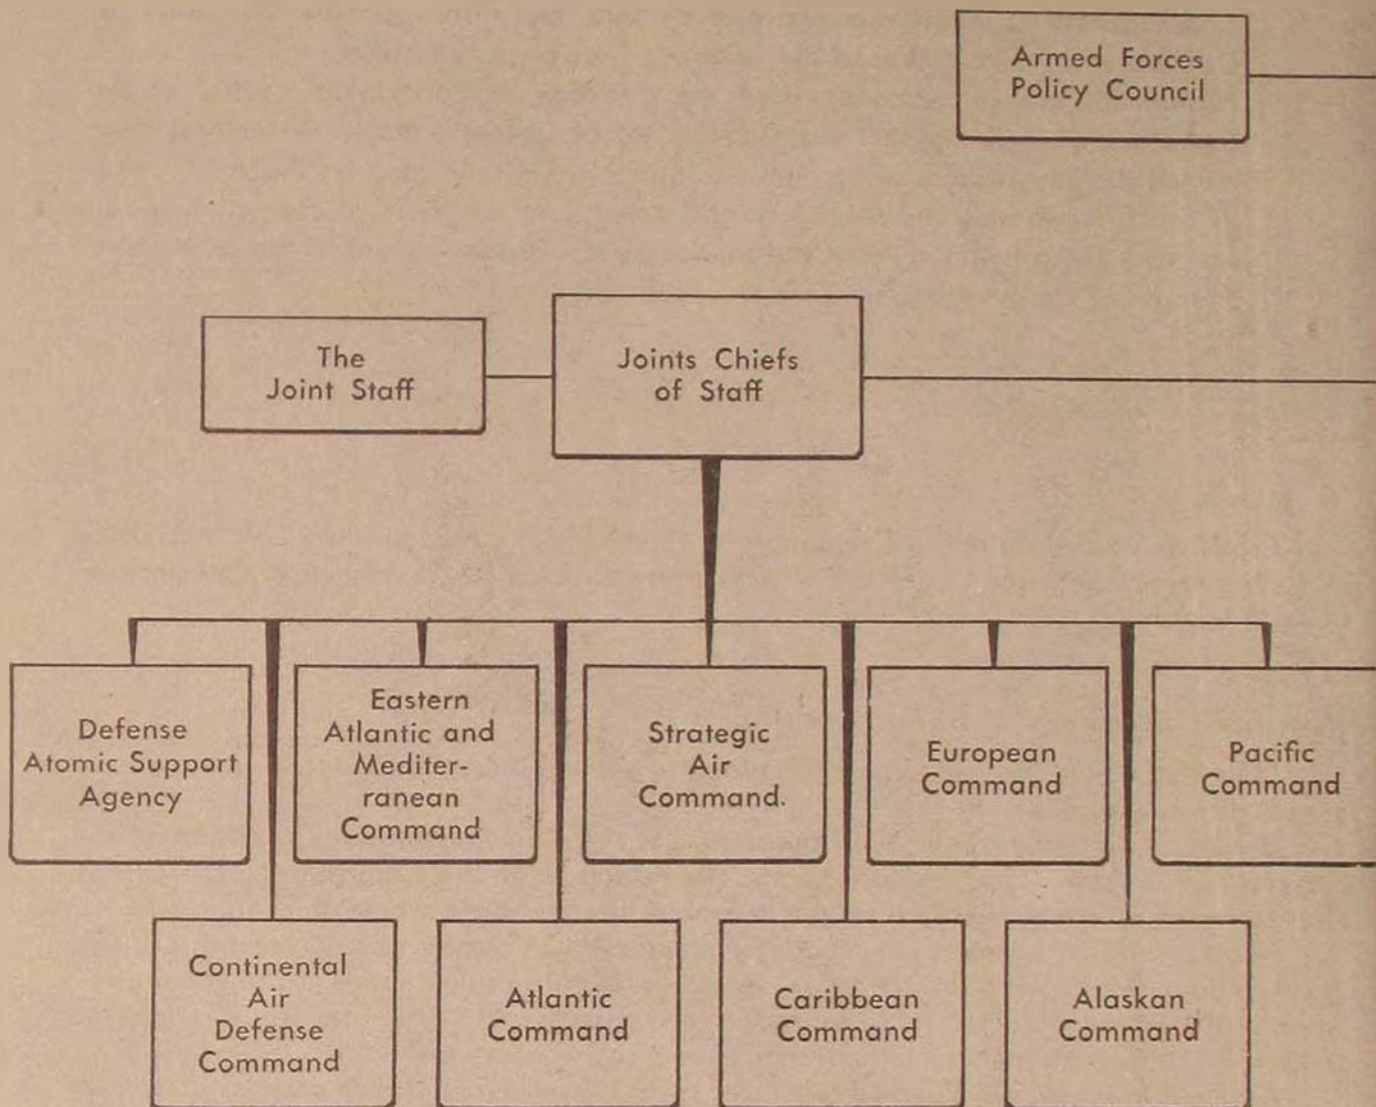 Armed Forces
Policy Council
The
Joint Staff
Joints Chiefs
of Staff
Defense
Atomic Support
Agency
Eastern
Atlantic and
Mediter-
ranean
Command
Strategic
Air
Command.
European
Command
Pacific
Command
Continental
Air
Defense
Command
Atlantic
Command
Caribbean
Command
Alaskan
Command